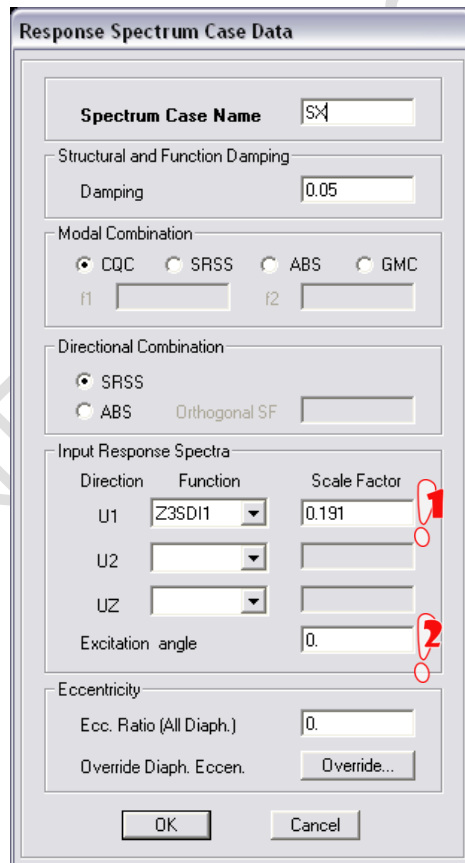 Response Spectrum Case Data
Spectrum Case Name SX
Structural and Function Damping
Damping 0.05
Modal Combination
CQC SRSS ABS GMC
f1 f2
Directional Combination
SRSS
ABS Orthogonal SF
Input Response Spectra
Direction Function Scale Factor
U1 Z3SDI1 0.191 1
U2
UZ
Excitation angle 0. 2
Eccentricity
Ecc. Ratio (All Diaph.) 0.
Override Diaph. Eccen. Override...
OK Cancel